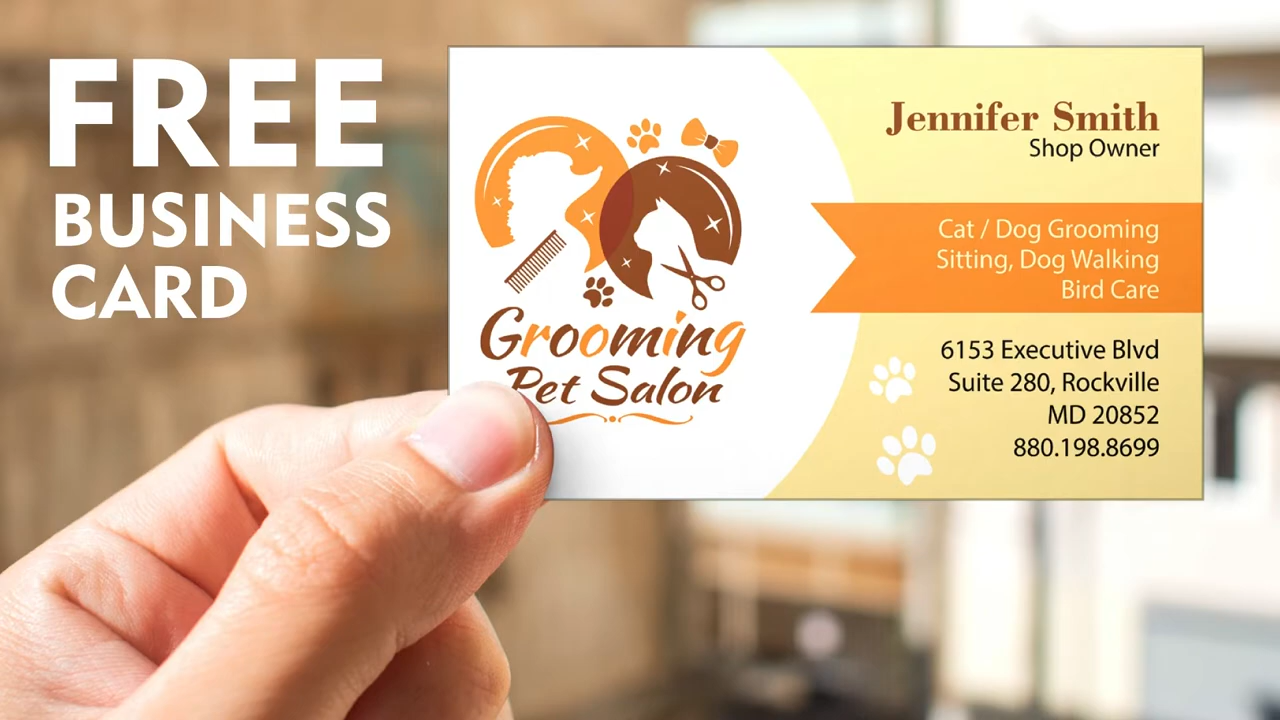 FREE
BUSINESS
CARD
Grooming
Pet Salon
Jennifer Smith
Shop Owner
Cat / Dog Grooming
Sitting, Dog Walking
Bird Care
6153 Executive Blvd
Suite 280, Rockville
MD 20852
880.198.8699